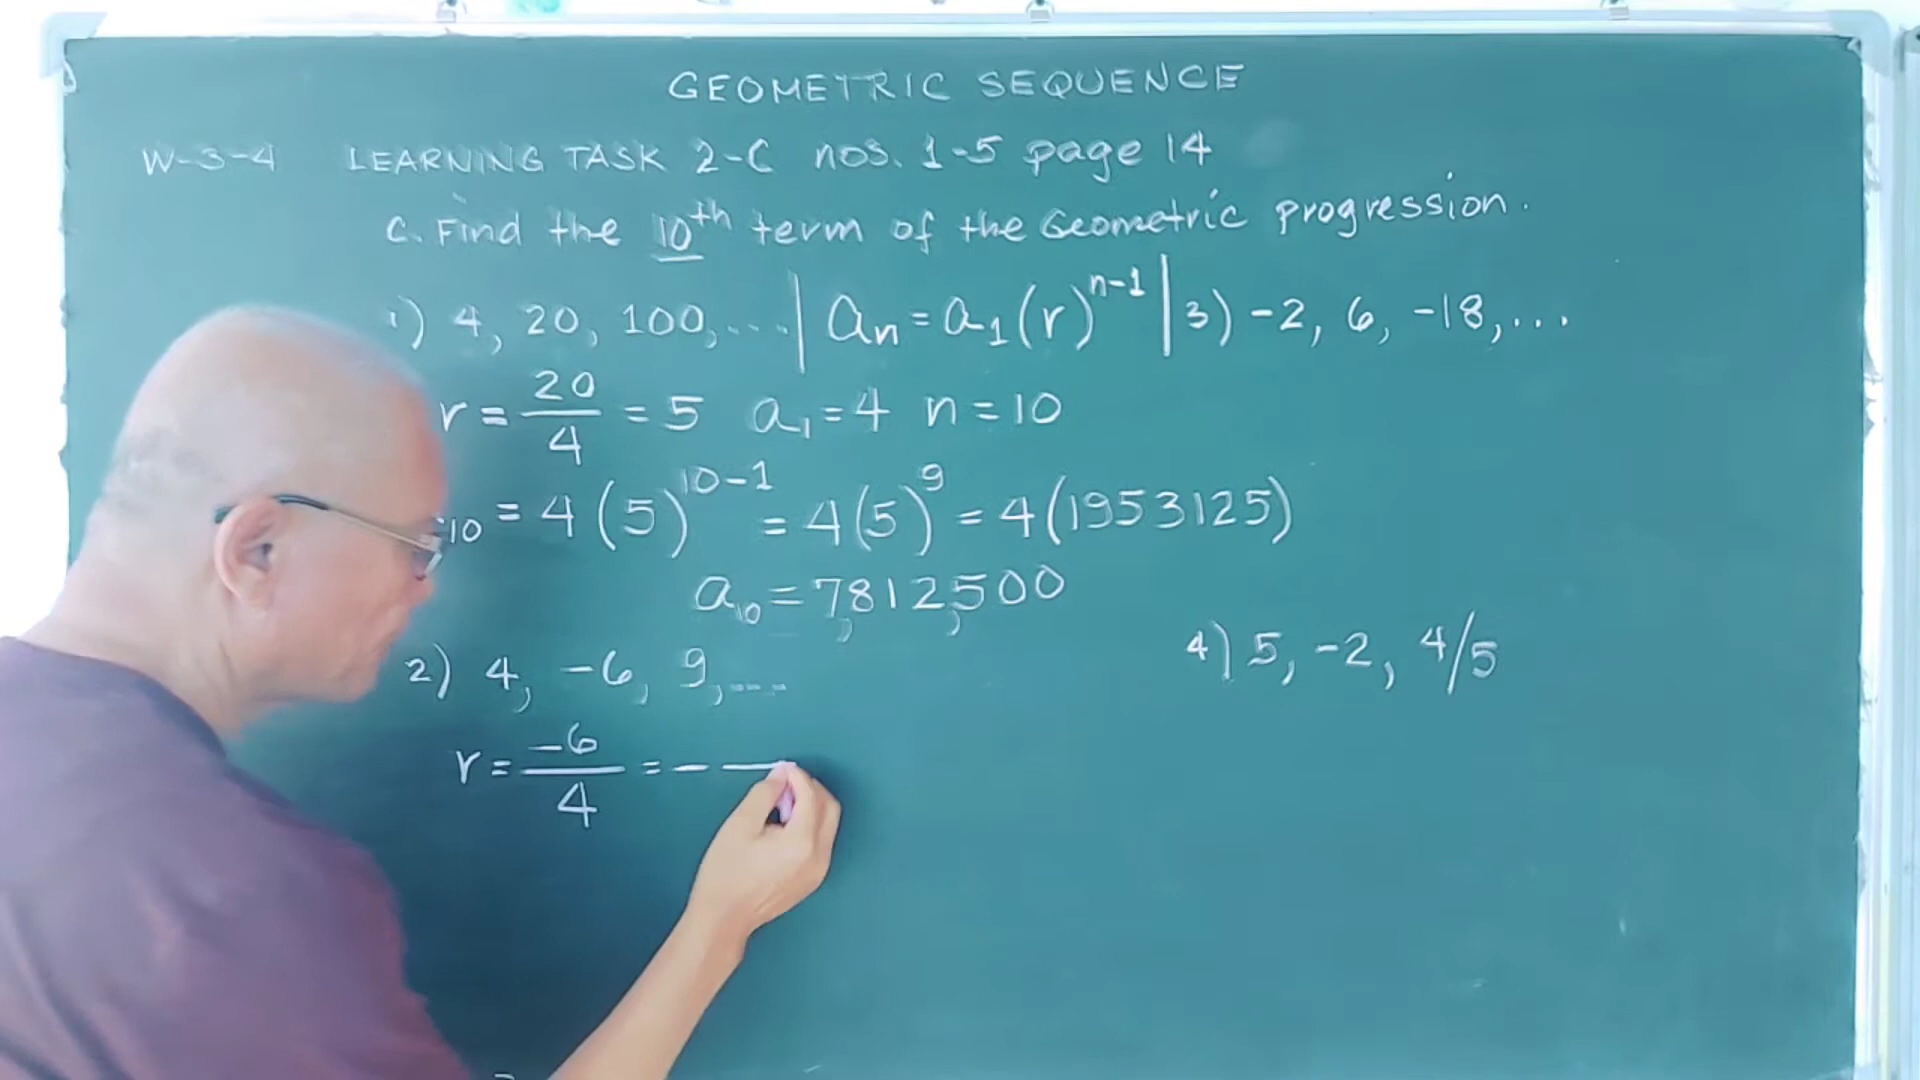 GEOMETRIC SEQUENCE
W-3-4 LEARNING TASK 2-C nos. 1-5 page 14
C. Find the 10th term of the Geometric progression.
1) 4, 20, 100, ... | an = a1(r)^n-1 | 3) -2, 6, -18, ...
r = 20/4 = 5 a1 = 4 n = 10
10 = 4(5)^10-1 = 4(5)^9 = 4(1953125)
a10 = 7,812,500
2) 4, -6, 9, ...
4) 5, -2, 4/5
r = -6/4 = -